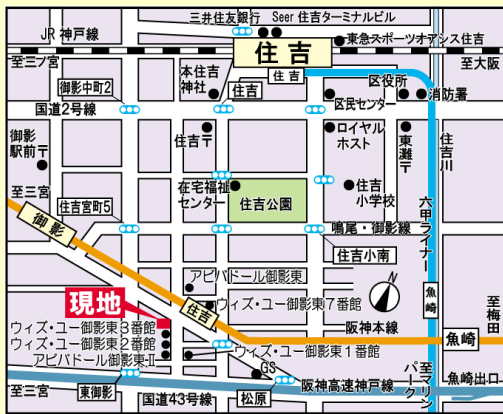 三井住友銀行 Seer 住吉ターミナルビル
JR 神戸線
住吉
東急スポーツオアシス住吉
至三ノ宮
至大阪
住吉
御影中町2
本住吉
神社
住吉
区役所
区民センター
消防署
国道2号線
御影
駅前〒
住吉〒
ロイヤル
ホスト
東灘〒
住吉川
至三宮
在宅福祉
センター
住吉公園
住吉
小学校
六甲ライナー
住吉宮町5
御影
鳴尾・御影線
住吉小南
アビバドール御影東
N
現地
住吉
ウィズ・ユー御影東7番館
魚崎
至梅田
ウィズ・ユー御影東3番館
ウィズ・ユー御影東2番館
アビバドール御影東-II
阪神本線
魚崎
ウィズ・ユー御影東1番館
GS
至マリンパーク
至三宮
東御影
国道43号線
松原
阪神高速神戸線
魚崎出口